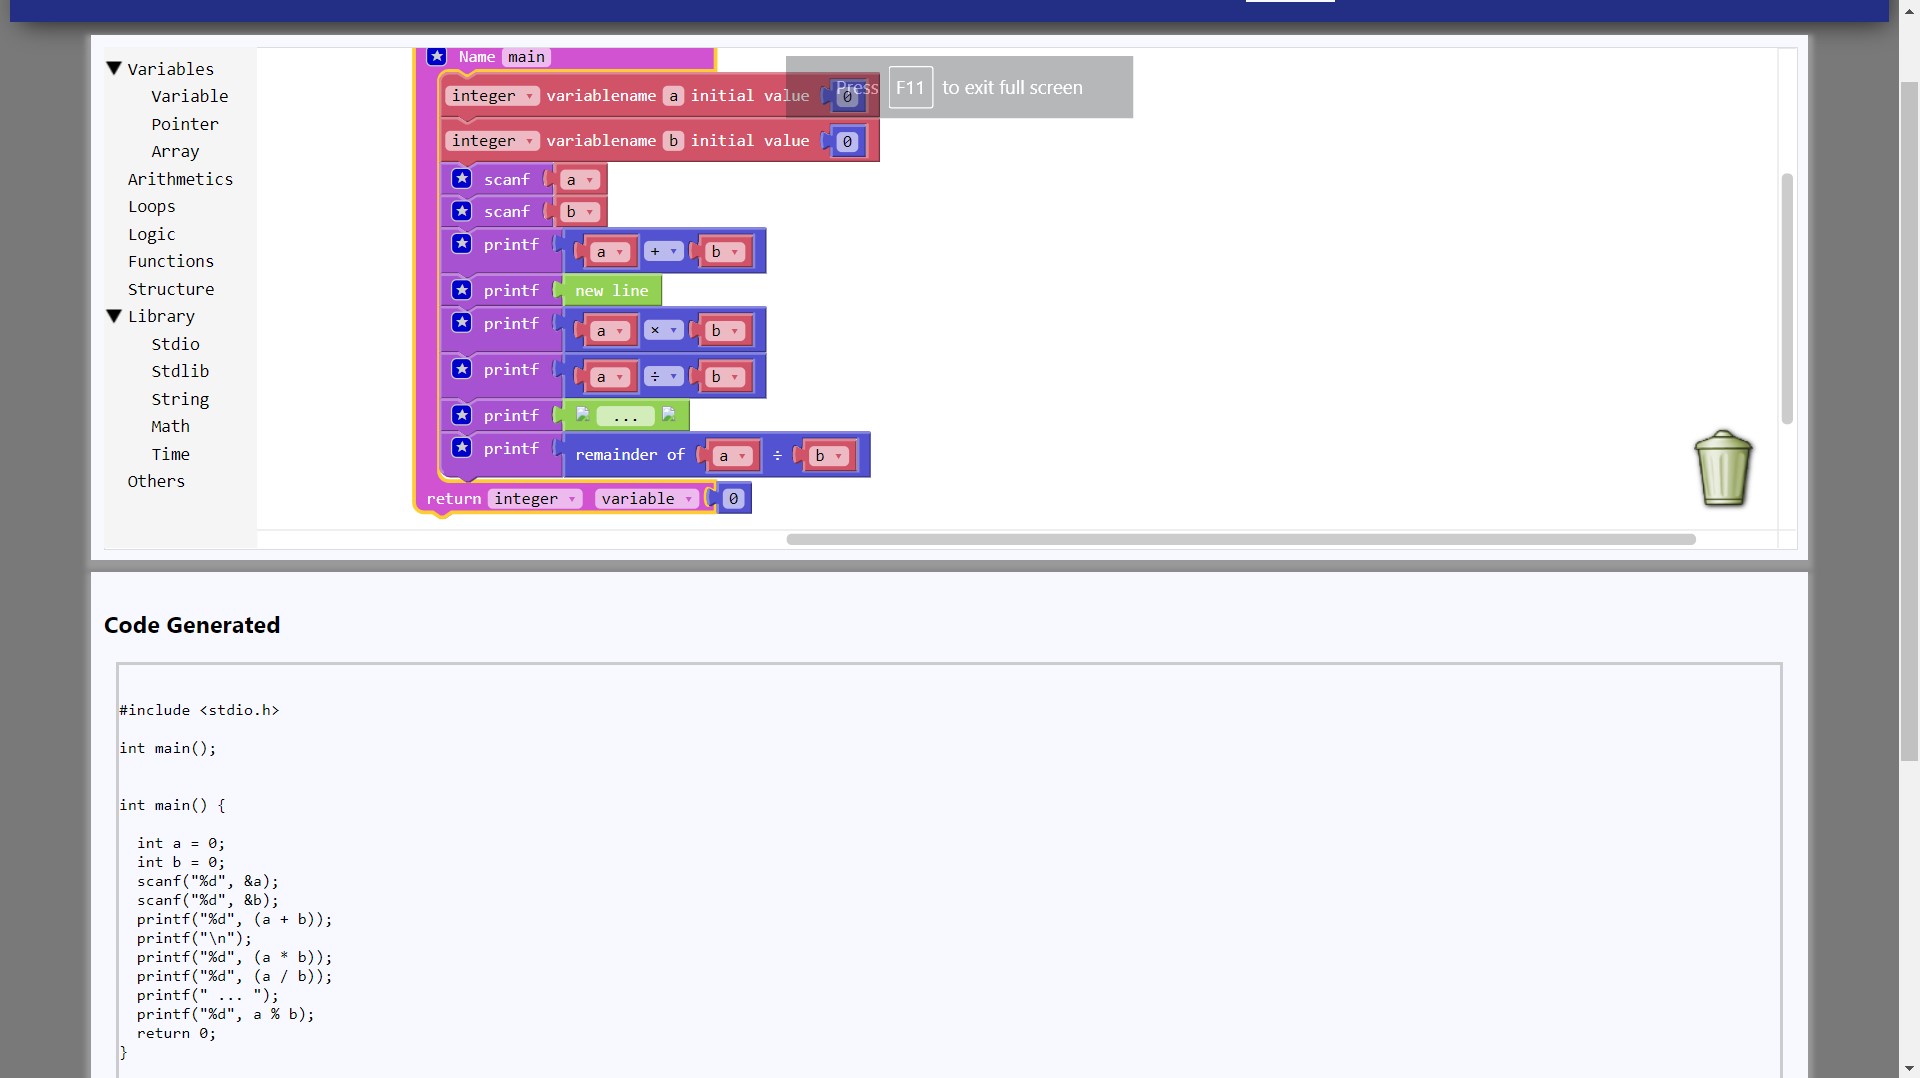 Name main
integer variablename a initial value 0
Press F11 to exit full screen
integer variablename b initial value 0
scanf a
scanf b
printf a + b
printf new line
printf a × b
printf a ÷ b
printf ...
printf remainder of a ÷ b
return integer variable 0
Variables
Variable
Pointer
Array
Arithmetics
Loops
Logic
Functions
Structure
Library
Stdio
Stdlib
String
Math
Time
Others
Code Generated
#include <stdio.h>
int main();
int main() {
int a = 0;
int b = 0;
scanf("%d", &a);
scanf("%d", &b);
printf("%d", (a + b));
printf("\n");
printf("%d", (a * b));
printf("%d", (a / b));
printf(" ... ");
printf("%d", a % b);
return 0;
}